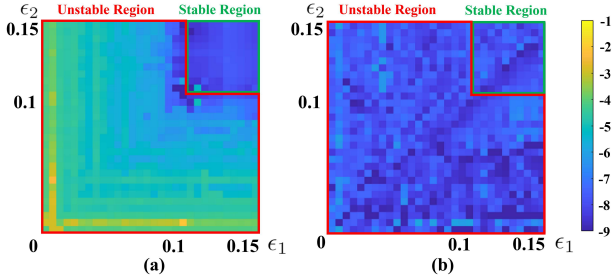 ϵ₂ Unstable Region Stable Region
0.15
0.1
0 0.1 0.15 ϵ₁
(a)
ϵ₂ Unstable Region Stable Region
0.15
0.1
0 0.1 0.15 ϵ₁
(b)
-1
-2
-3
-4
-5
-6
-7
-8
-9